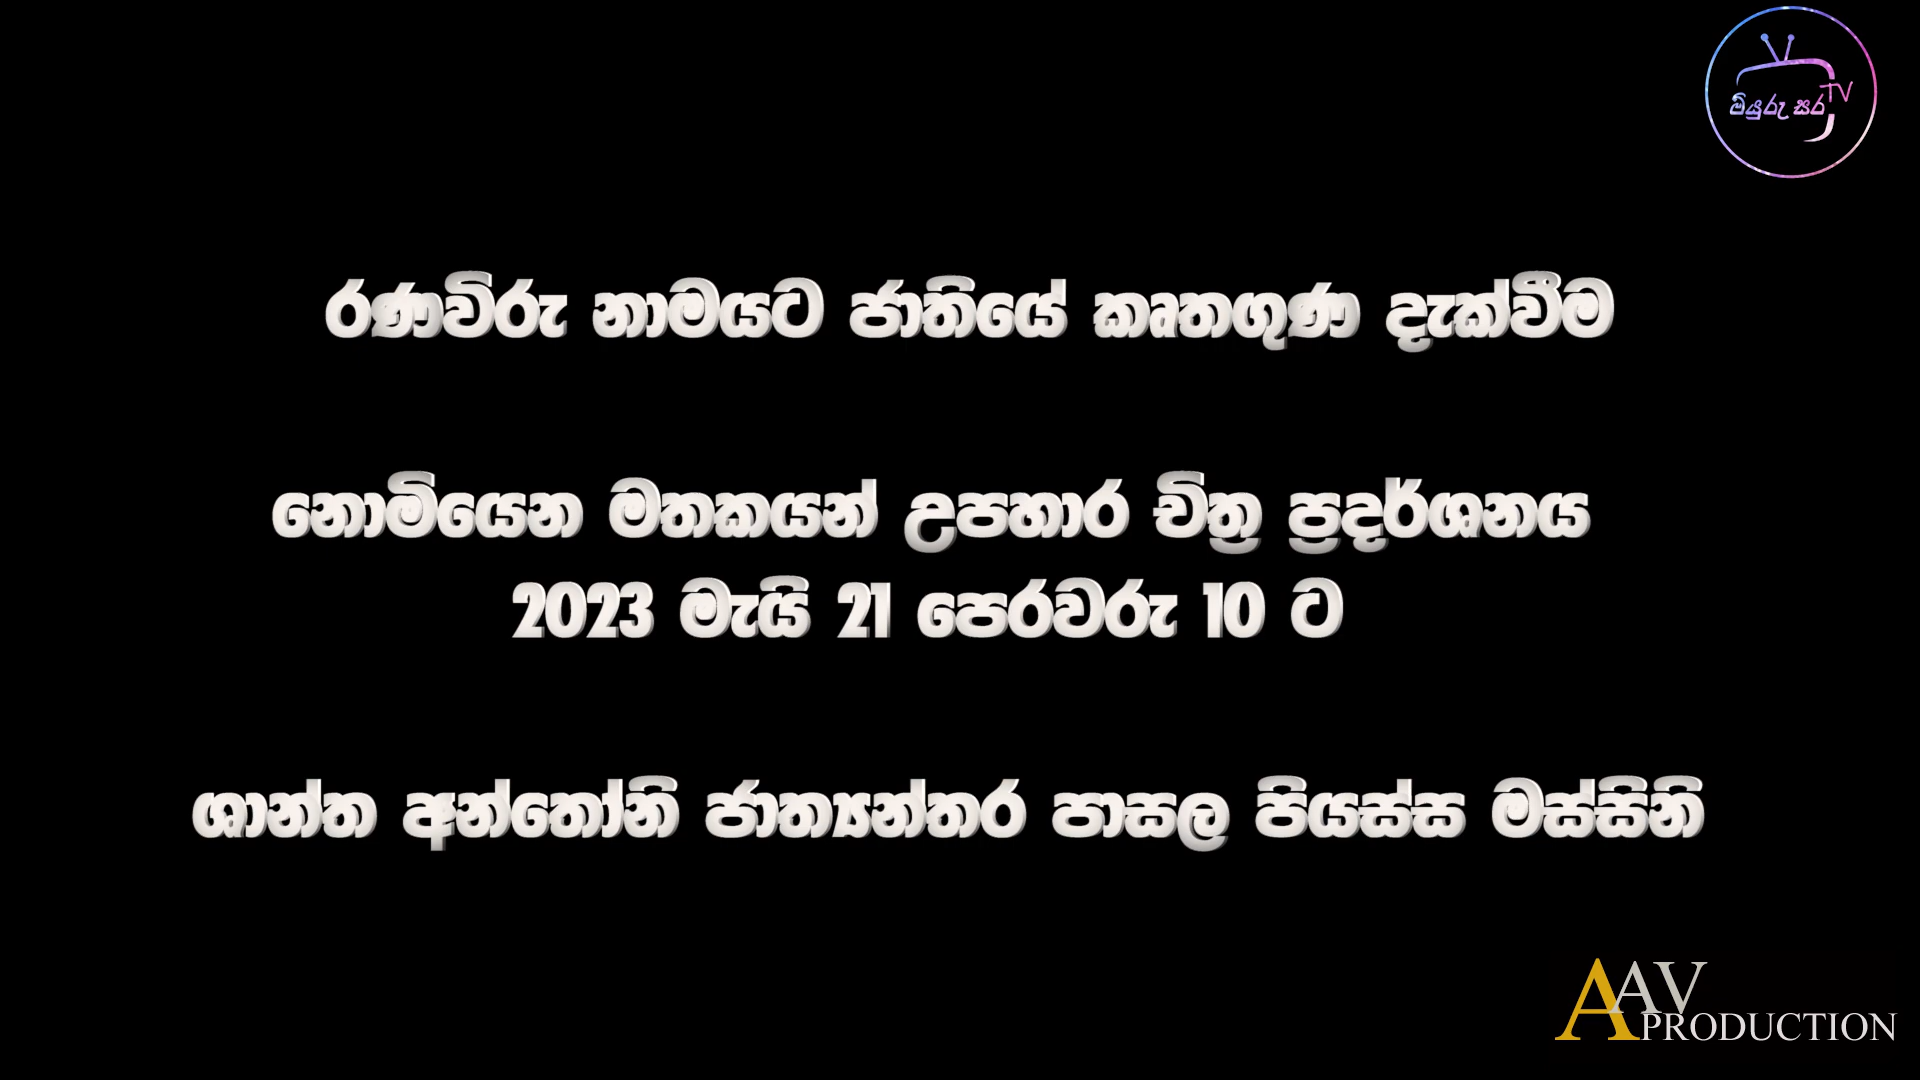 මියුරු සර TV
රණවිරු නාමයට ජාතියේ කෘතගුණ දැක්වීම
නොමියෙන මතකයන් උපහාර චිත්‍ර ප්‍රදර්ශනය
2023 මැයි 21 පෙරවරු 10 ට
ශාන්ත අන්තෝනි ජාත්‍යන්තර පාසල පියස්ස මස්සිනි
AAV
PRODUCTION